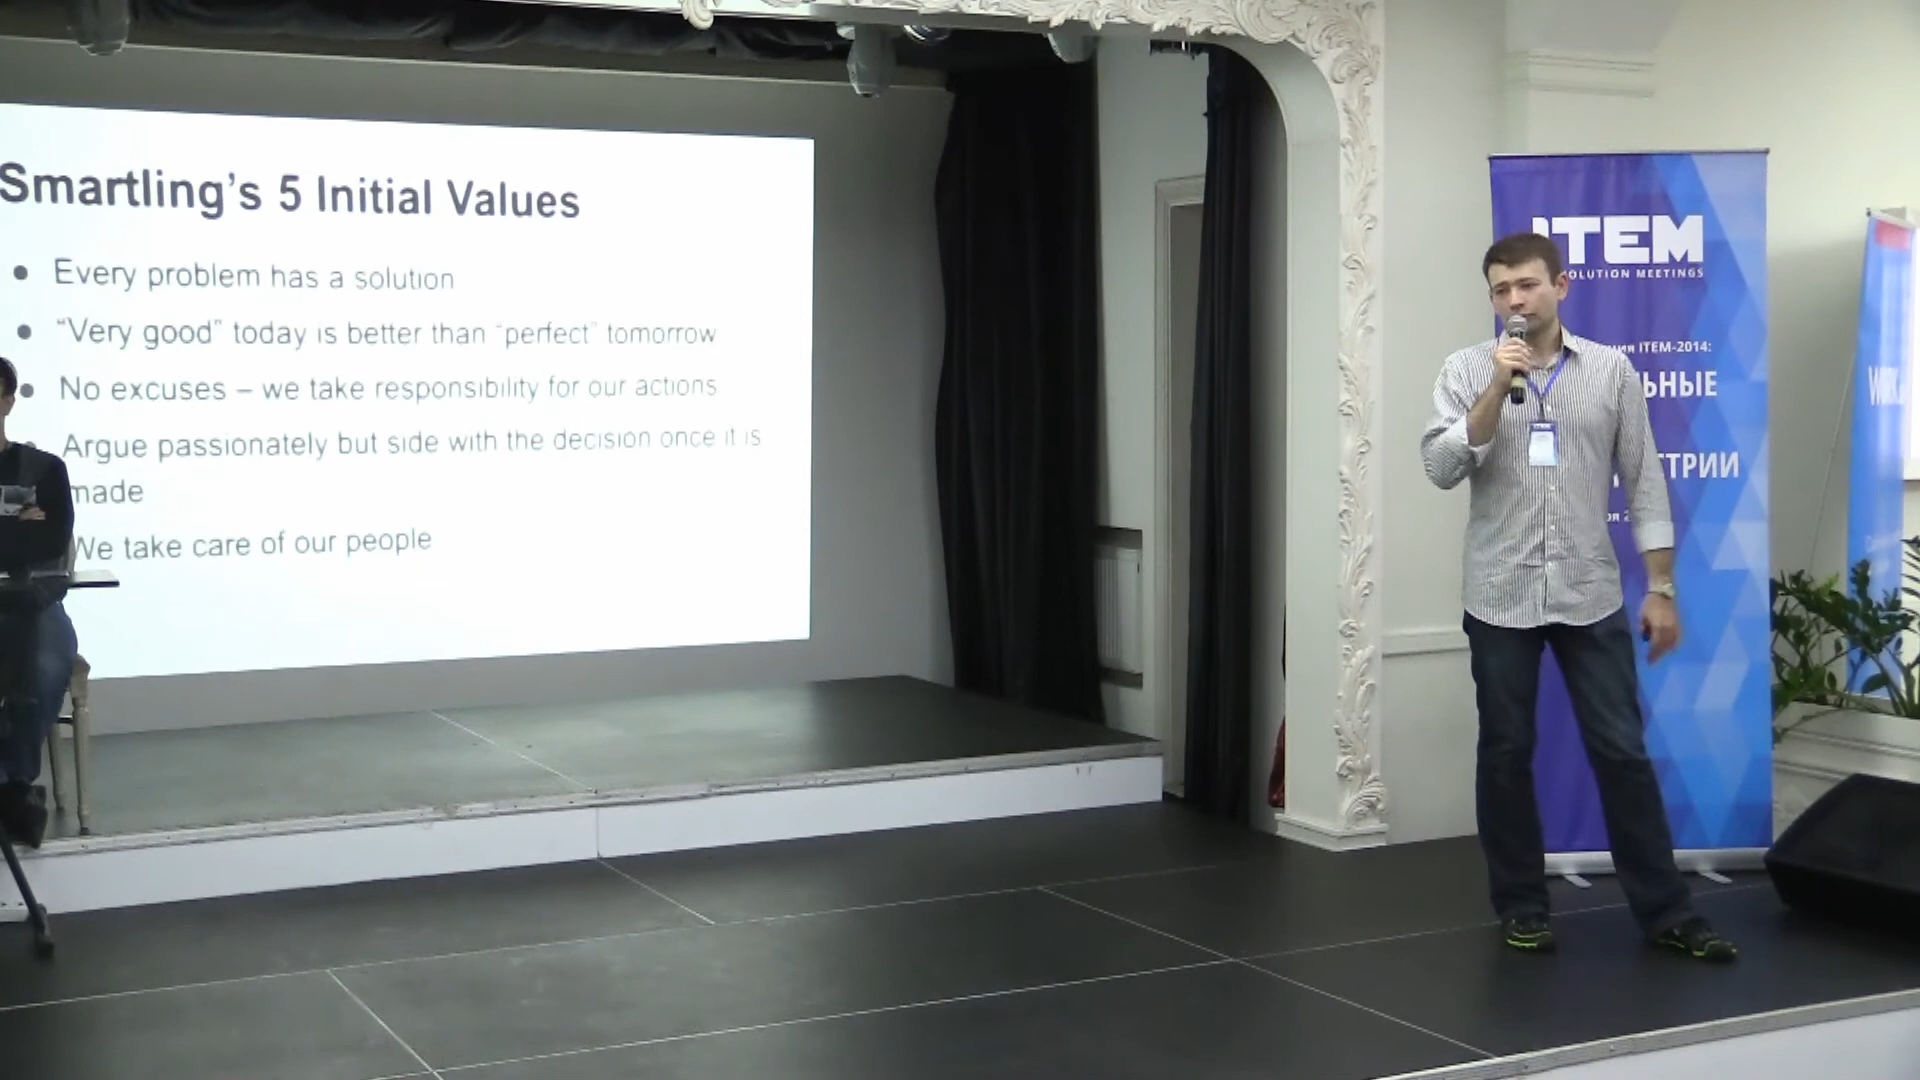 Smartling’s 5 Initial Values
Every problem has a solution
“Very good” today is better than “perfect” tomorrow
No excuses – we take responsibility for our actions
Argue passionately but side with the decision once it is
made
We take care of our people
ITEM
OLUTION MEETINGS
ITEM-2014:
ЬНЫЕ
ТРИИ